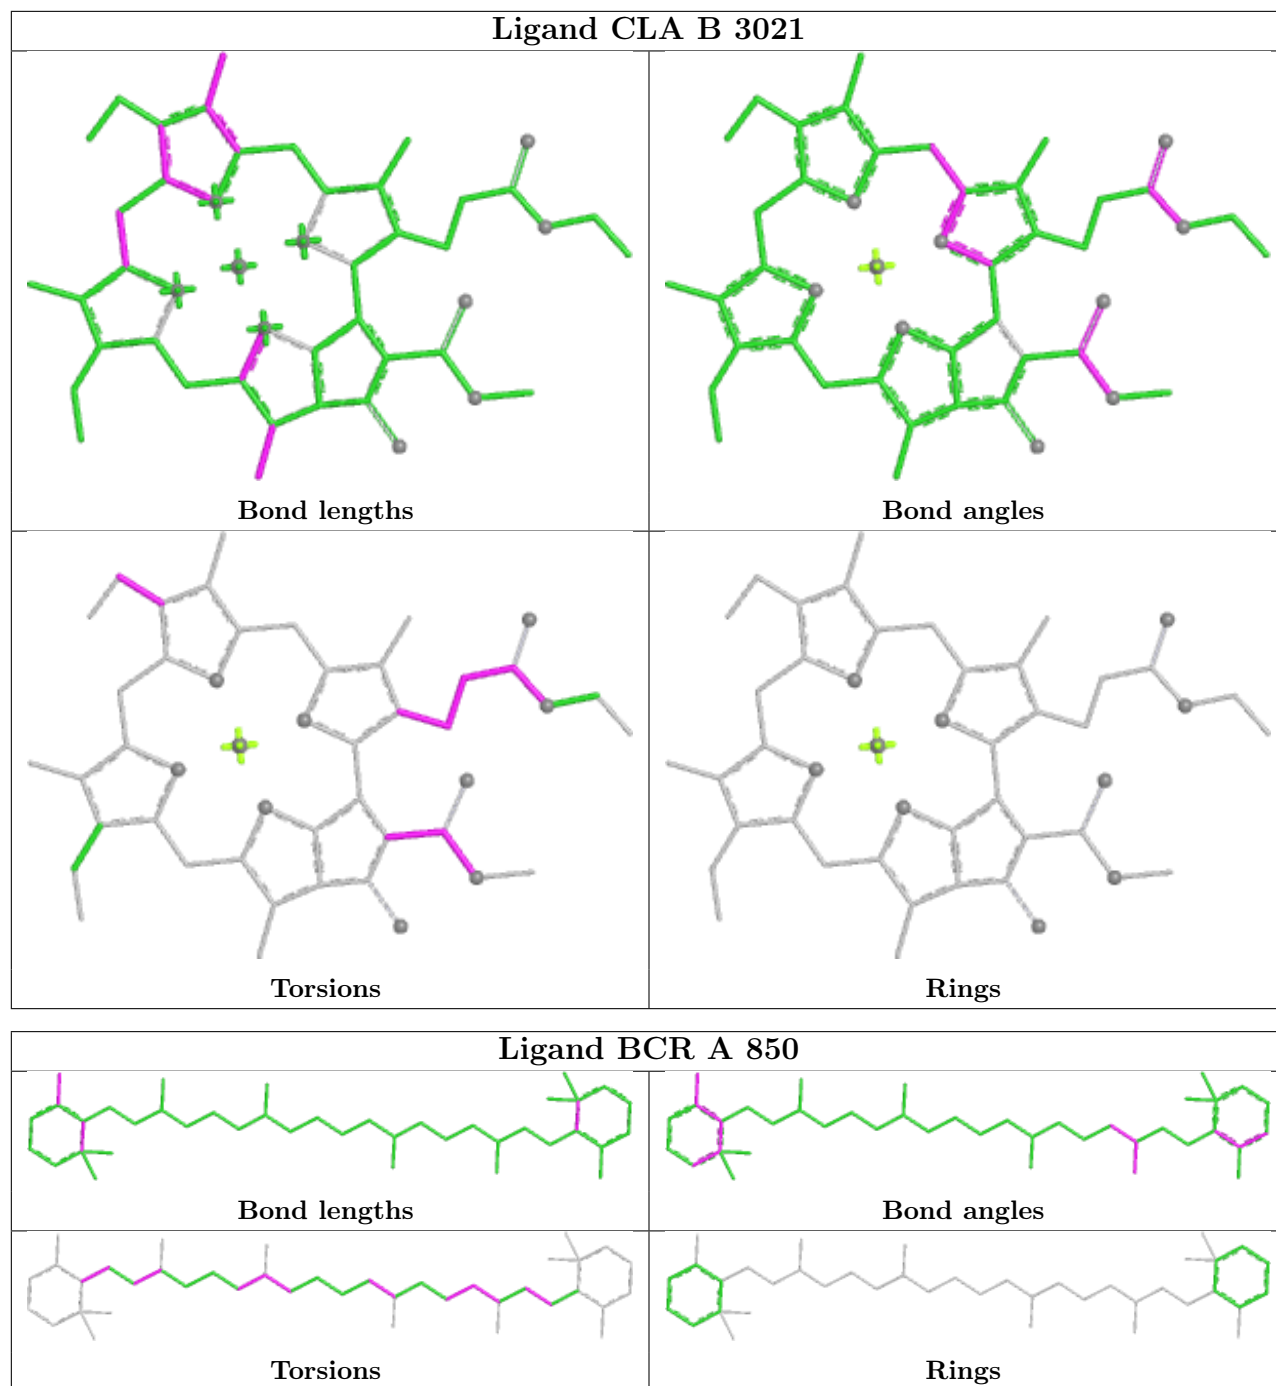 Ligand CLA B 3021
Bond lengths
Bond angles
Torsions
Rings
Ligand BCR A 850
Bond lengths
Bond angles
Torsions
Rings